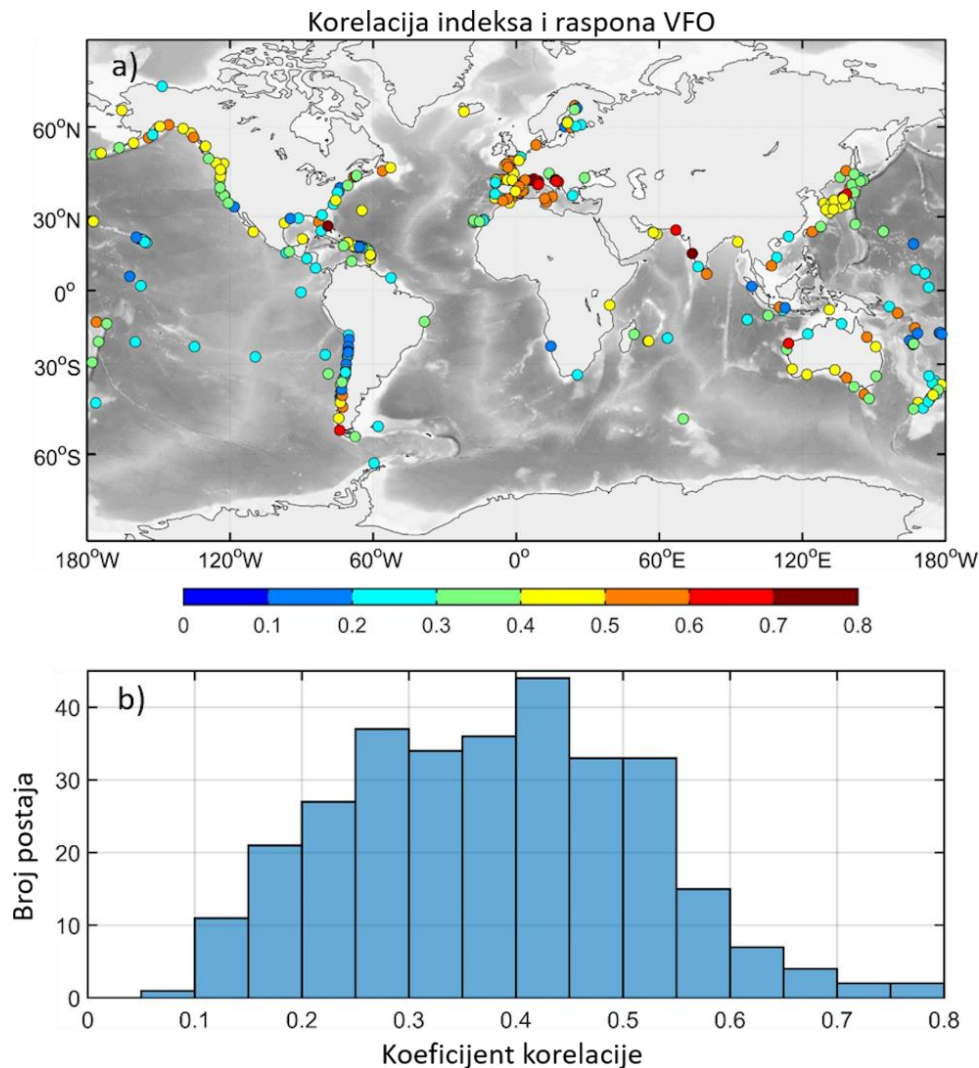 Korelacija indeksa i raspona VFO
a)
60°N
30°N
0°
30°S
60°S
180°W 120°W 60°W 0° 60°E 120°E 180°W
0 0.1 0.2 0.3 0.4 0.5 0.6 0.7 0.8
b)
40
30
20
10
0
Broj postaja
0 0.1 0.2 0.3 0.4 0.5 0.6 0.7 0.8
Koeficijent korelacije